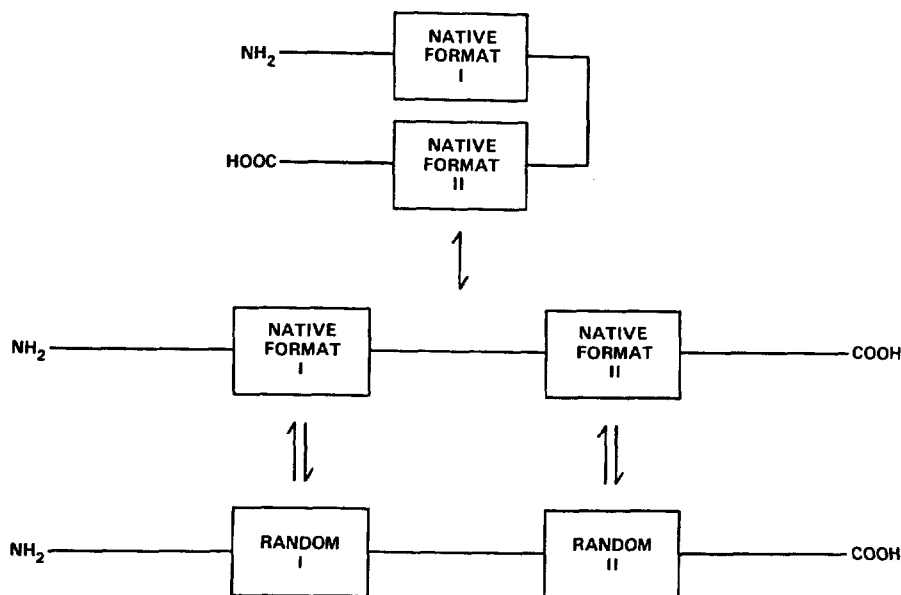 NH2
NATIVE
FORMAT
I
HOOC
NATIVE
FORMAT
II
NH2
NATIVE
FORMAT
I
NATIVE
FORMAT
II
COOH
NH2
RANDOM
I
RANDOM
II
COOH